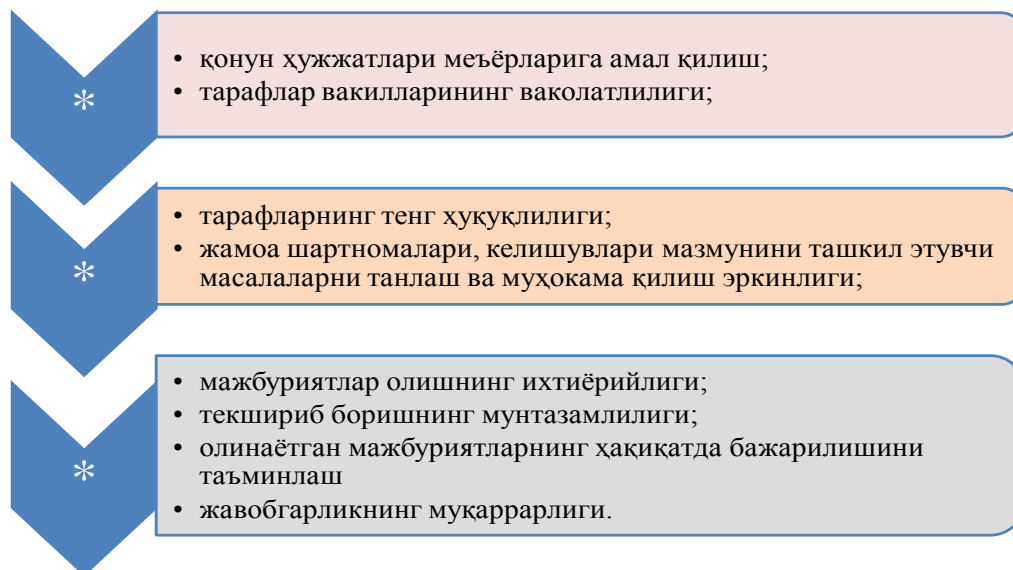 *
• қонун ҳужжатлари меъёрларига амал қилиш;
• тарафлар вакилларининг ваколатлилиги;
*
• тарафларнинг тенг ҳуқуқлилиги;
• жамоа шартномалари, келишувлари мазмунини ташкил этувчи
масалаларни танлаш ва муҳокама қилиш эркинлиги;
*
• мажбуриятлар олишнинг ихтиёрийлиги;
• текшириб боришнинг мунтазамлилиги;
• олинаётган мажбуриятларнинг ҳақиқатда бажарилишини
таъминлаш
• жавобгарликнинг муқаррарлиги.